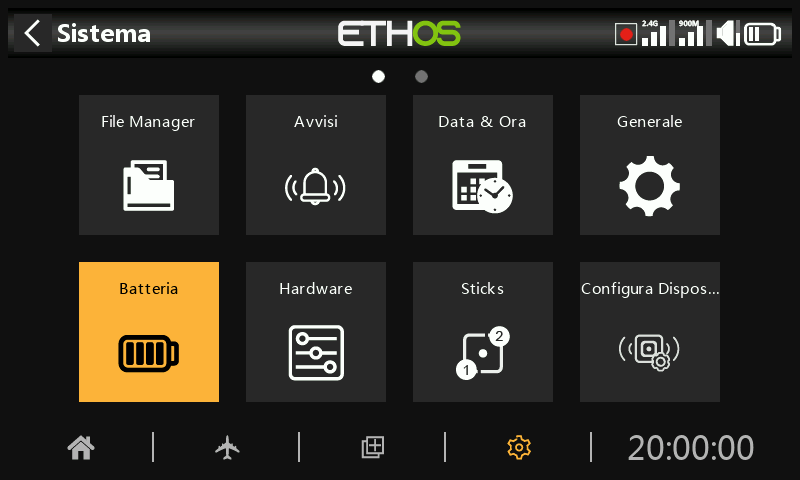 Sistema
ETHOS
2.4G
900M
File Manager
Avvisi
Data & Ora
Generale
Batteria
Hardware
Sticks
2
1
Configura Dispos...
20:00:00